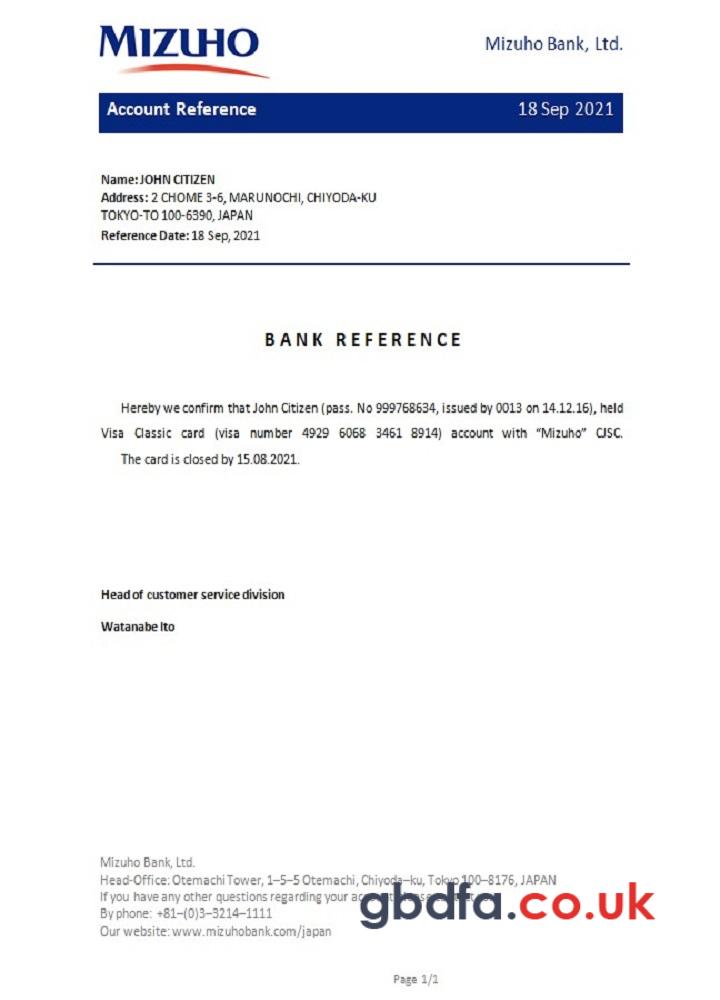 MIZUHO
Mizuho Bank, Ltd.
Account Reference 18 Sep 2021
Name: JOHN CITIZEN
Address: 2 CHOME 3-6, MARUNOCHI, CHIYODA-KU
TOKYO-TO 100-6390, JAPAN
Reference Date: 18 Sep, 2021
BANK REFERENCE
Hereby we confirm that John Citizen (pass. No 999768634, issued by 0013 on 14.12.16), held
Visa Classic card (visa number 4929 6068 3461 8914) account with “Mizuho” CJSC.
The card is closed by 15.08.2021.
Head of customer service division
Watanabe Ito
Mizuho Bank, Ltd.
Head-Office: Otemachi Tower, 1–5–5 Otemachi, Chiyoda–ku, Tokyo 100–8176, JAPAN
If you have any other questions regarding your
By phone: +81–(0)3–3214–1111
Our website: www.mizuhobank.com/japan
gbdfa.co.uk
Page 1/1